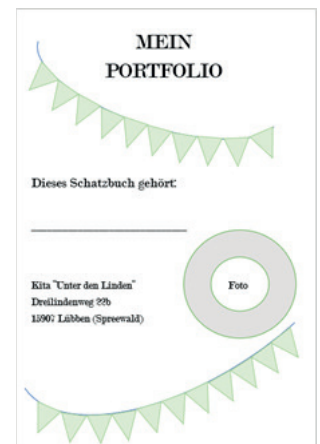 MEIN
PORTFOLIO
Dieses Schatzbuch gehört:
Kita "Unter den Linden"
Foto
Dreilindenweg 22b
15907 Lübben (Spreewald)